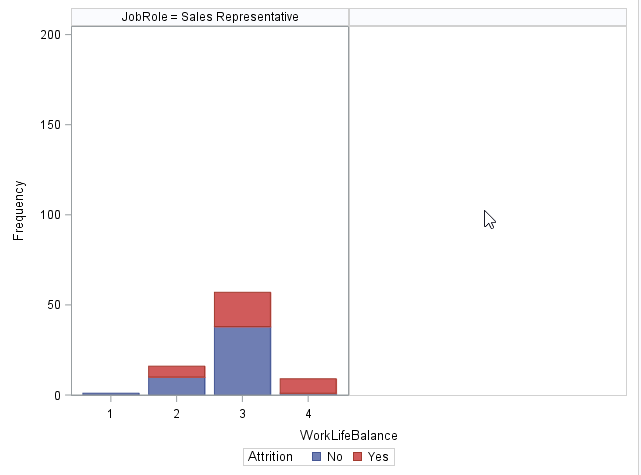 JobRole = Sales Representative
200
150
100
50
0
Frequency
1 2 3 4
WorkLifeBalance
Attrition No Yes